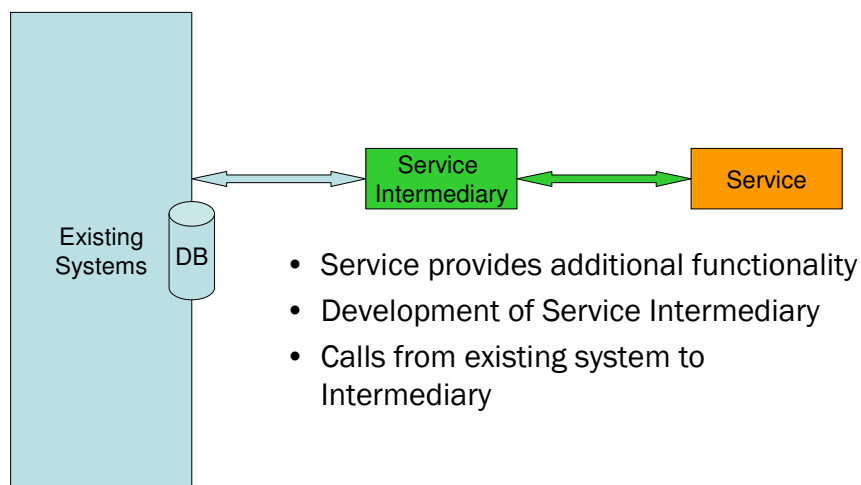 Service
Intermediary
Service
Existing
Systems
DB
• Service provides additional functionality
• Development of Service Intermediary
• Calls from existing system to
Intermediary